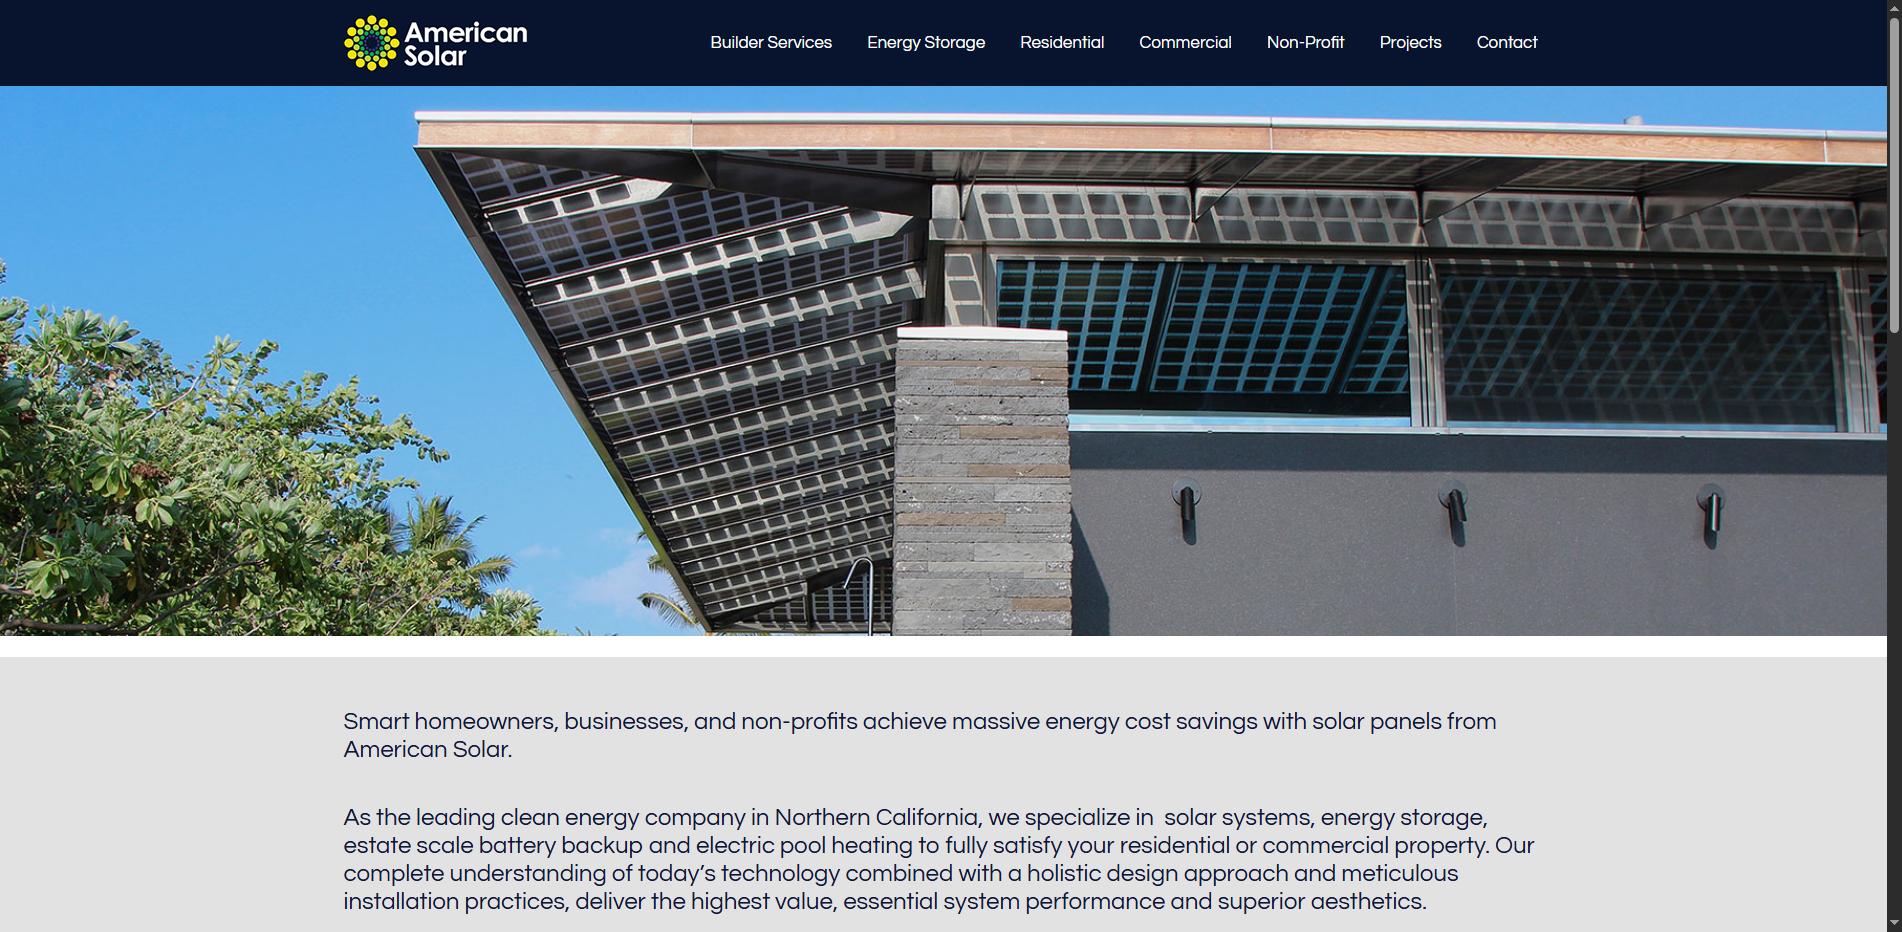 American
Solar
Builder Services
Energy Storage
Residential
Commercial
Non-Profit
Projects
Contact
Smart homeowners, businesses, and non-profits achieve massive energy cost savings with solar panels from
American Solar.
As the leading clean energy company in Northern California, we specialize in  solar systems, energy storage,
estate scale battery backup and electric pool heating to fully satisfy your residential or commercial property. Our
complete understanding of today’s technology combined with a holistic design approach and meticulous
installation practices, deliver the highest value, essential system performance and superior aesthetics.